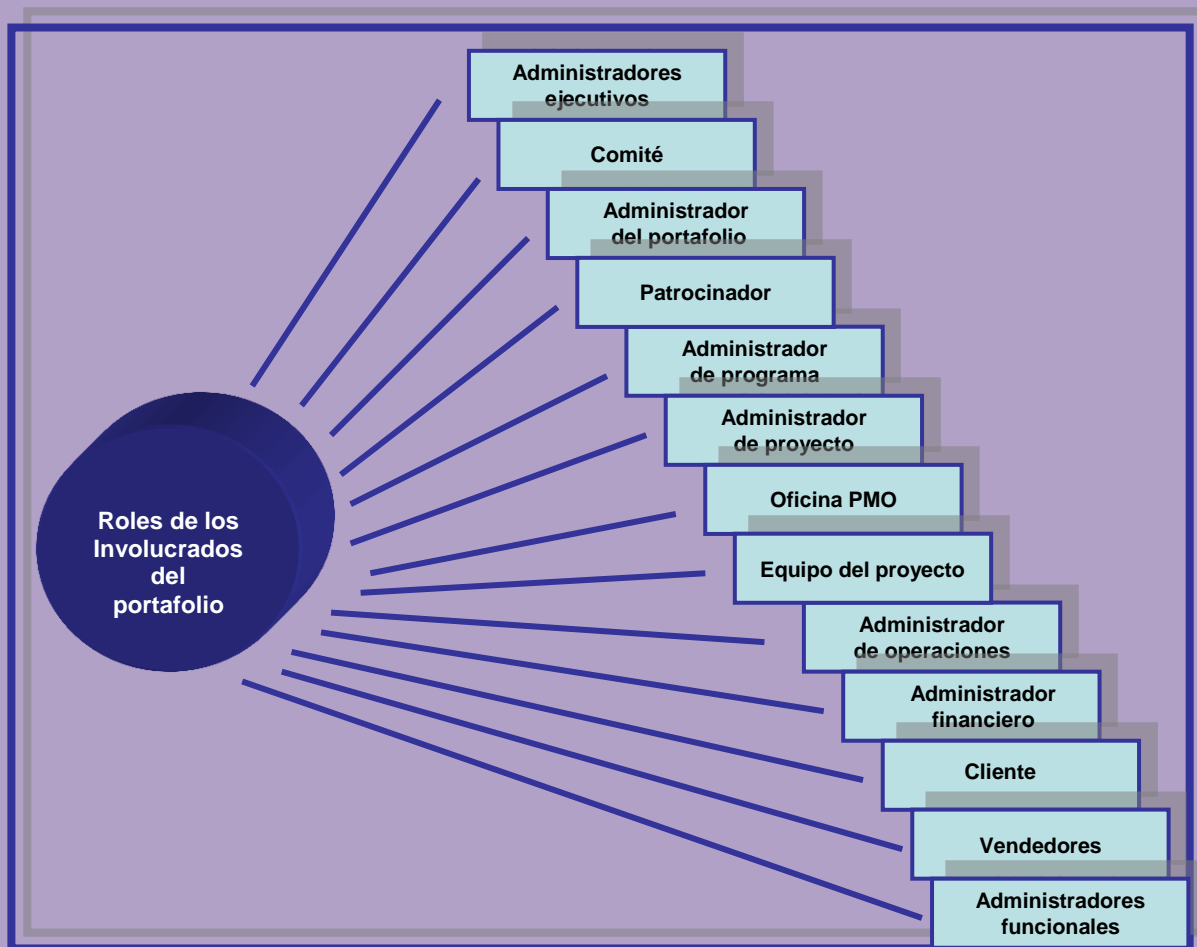 Administradores
ejecutivos
Comité
Administrador
del portafolio
Patrocinador
Administrador
de programa
Administrador
de proyecto
Oficina PMO
Equipo del proyecto
Administrador
de operaciones
Administrador
financiero
Cliente
Vendedores
Administradores
funcionales
Roles de los
Involucrados
del
portafolio